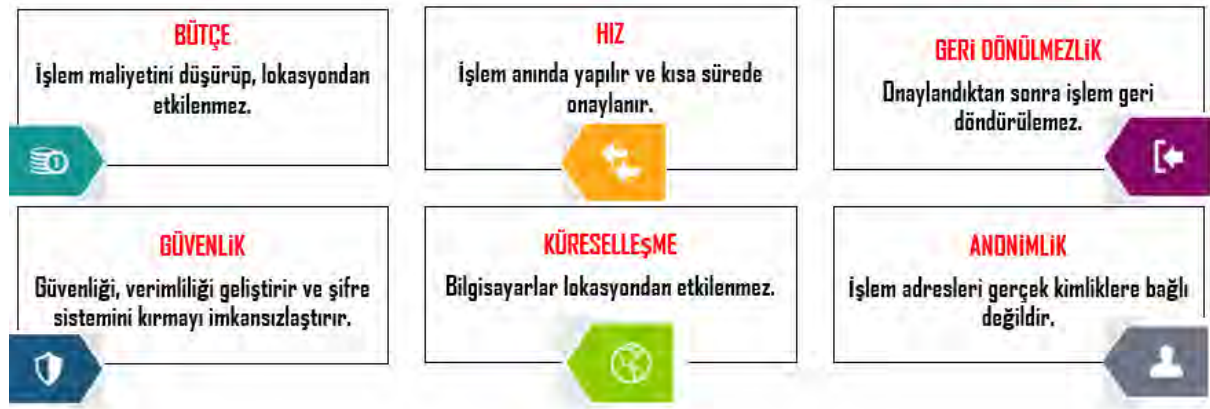 BÜTÇE
İşlem maliyetini düşürüp, lokasyondan
etkilenmez.
HIZ
İşlem anında yapılır ve kısa sürede
onaylanır.
GERİ DÖNÜLMEZLİK
Onaylandıktan sonra işlem geri
döndürülemez.
GÜVENLİK
Güvenliği, verimliliği geliştirir ve şifre
sistemini kırmayı imkansızlaştırır.
KÜRESELLEŞME
Bilgisayarlar lokasyondan etkilenmez.
ANONİMLİK
İşlem adresleri gerçek kimliklere bağlı
değildir.